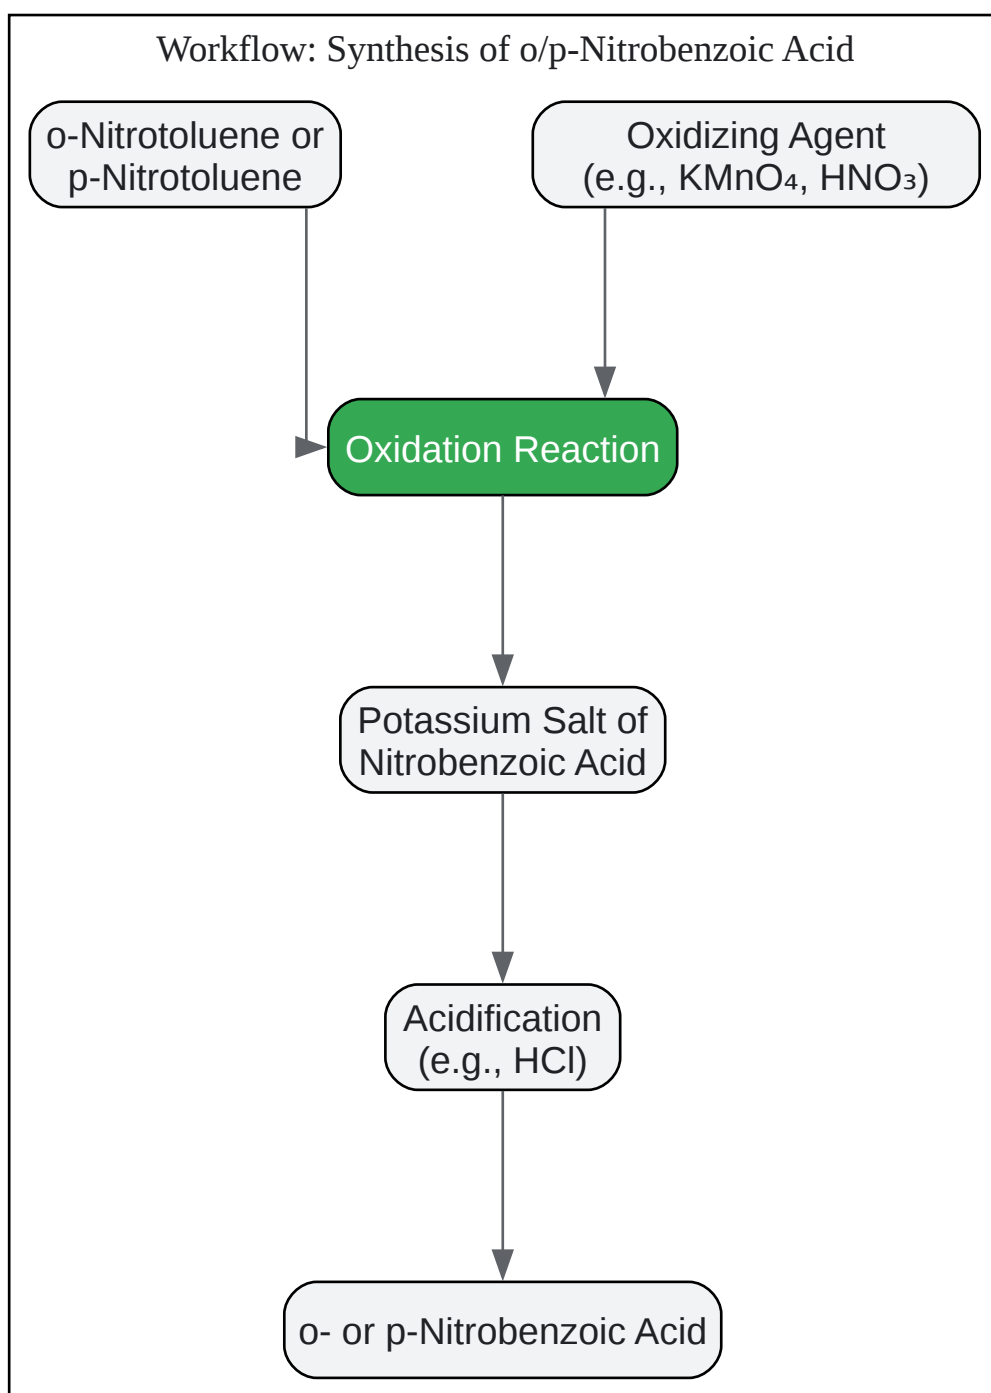 Workflow: Synthesis of o/p-Nitrobenzoic Acid
o-Nitrotoluene or
p-Nitrotoluene
Oxidizing Agent
(e.g., KMnO₄, HNO₃)
Oxidation Reaction
Potassium Salt of
Nitrobenzoic Acid
Acidification
(e.g., HCl)
o- or p-Nitrobenzoic Acid